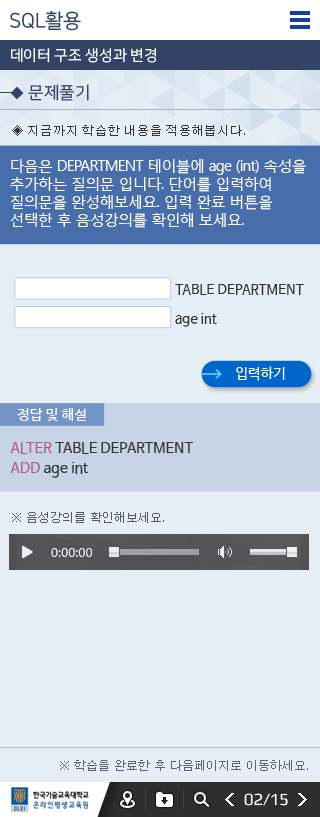 SQL활용
데이터 구조 생성과 변경
◆ 문제풀기
◈ 지금까지 학습한 내용을 적용해봅시다.
다음은 DEPARTMENT 테이블에 age (int) 속성을
추가하는 질의문 입니다. 단어를 입력하여
질의문을 완성해보세요. 입력 완료 버튼을
선택한 후 음성강의를 확인해 보세요.
TABLE DEPARTMENT
age int
입력하기
정답 및 해설
ALTER TABLE DEPARTMENT
ADD age int
※ 음성강의를 확인해보세요.
0:00:00
※ 학습을 완료한 후 다음페이지로 이동하세요.
한국기술교육대학교
온라인평생교육원
OLEI
02/15